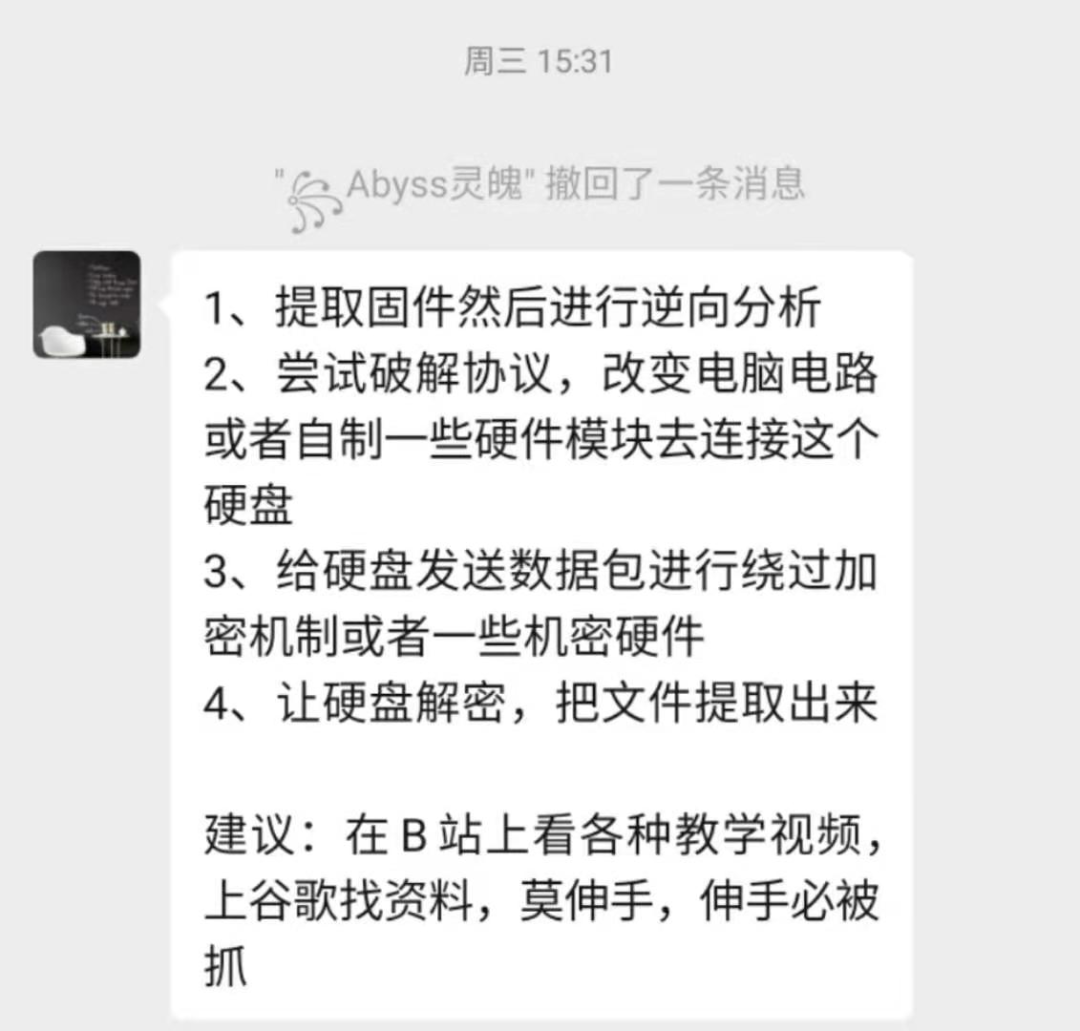 周三 15:31
"Abyss灵魄" 撤回了一条消息
1、提取固件然后进行逆向分析
2、尝试破解协议，改变电脑电路
或者自制一些硬件模块去连接这个
硬盘
3、给硬盘发送数据包进行绕过加
密机制或者一些机密硬件
4、让硬盘解密，把文件提取出来
建议：在 B 站上看各种教学视频，
上谷歌找资料，莫伸手，伸手必被
抓